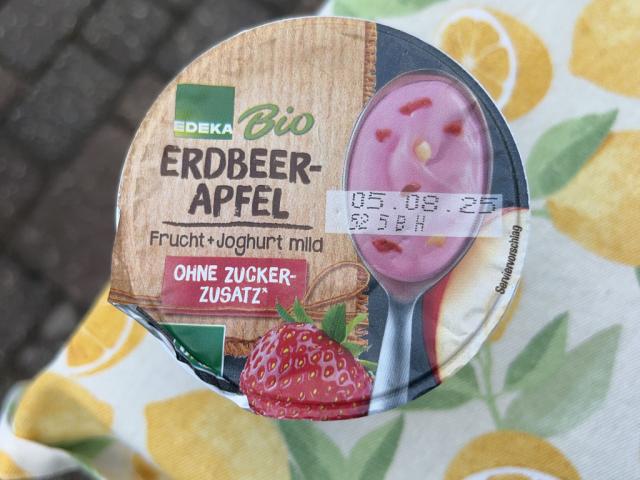 EDEKA Bio
ERDBEER-
APFEL
Frucht+Joghurt mild
OHNE ZUCKER-
ZUSATZ*
05.08.25
Serviervorschlag